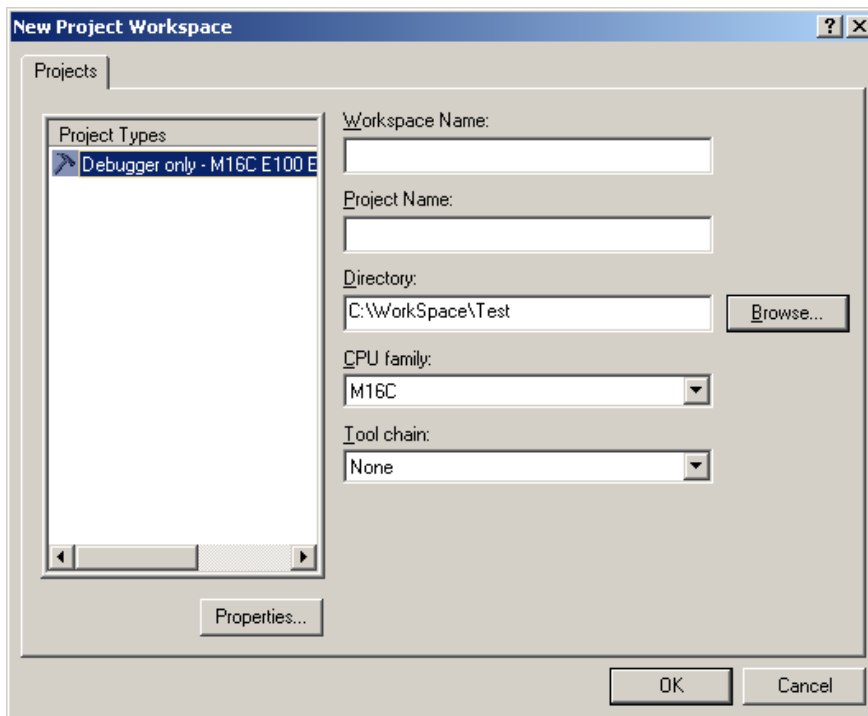 New Project Workspace
Projects
Project Types
Debugger only - M16C E100 E
Workspace Name:
Project Name:
Directory:
C:\WorkSpace\Test
Browse...
CPU family:
M16C
Tool chain:
None
Properties...
OK
Cancel